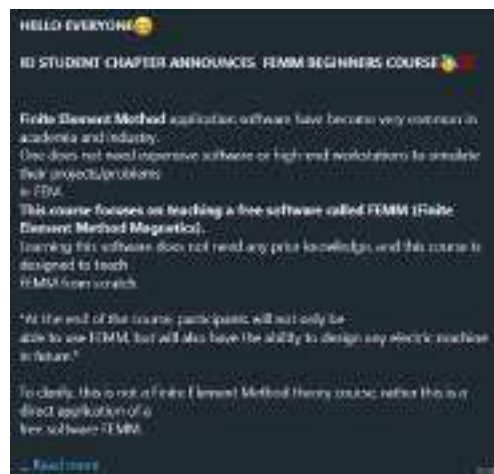 HELLO EVERYONE😊
STUDENT CHAPTER ANNOUNCES FEMM BEGINNERS COURSE
Finite Element Method application software have become very common in
academia and industry.
One does not need expensive software or high-end workstations to simulate
their projects/problems
in FEM.
This course focuses on teaching a free software called FEMM (Finite
Element Method Magnetics).
Learning this software does not need any prior knowledge, and this course is
designed to teach
FEMM from scratch.
"At the end of the course, participants will not only be
able to use FEMM, but will also have the ability to design any electric machine
in future."
To clarify, this is not a Finite Element Method theory course, rather this is a
direct application of a
free software FEMM.
... Read more